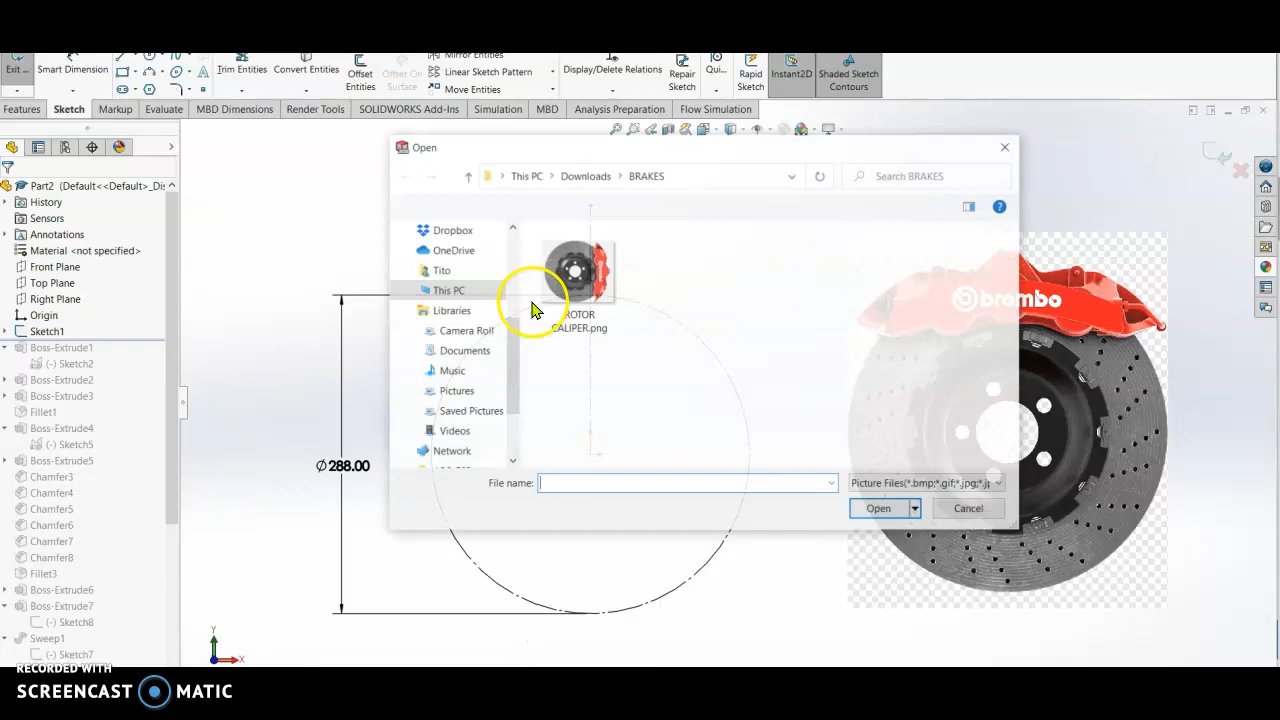 Mirror Entities
Exit ...
Smart Dimension
Trim Entities
Convert Entities
Offset Entities
Offset On Surface
Linear Sketch Pattern
Move Entities
Display/Delete Relations
Repair Sketch
Qui...
Rapid Sketch
Instant2D
Shaded Sketch Contours
Features
Sketch
Markup
Evaluate
MBD Dimensions
Render Tools
SOLIDWORKS Add-Ins
Simulation
MBD
Analysis Preparation
Flow Simulation
Part2 (Default<<Default>_Dis
History
Sensors
Annotations
Material <not specified>
Front Plane
Top Plane
Right Plane
Origin
Sketch1
Boss-Extrude1
(-) Sketch2
Boss-Extrude2
Boss-Extrude3
Fillet1
Boss-Extrude4
(-) Sketch5
Boss-Extrude5
Chamfer3
Chamfer4
Chamfer5
Chamfer6
Chamfer7
Chamfer8
Fillet3
Boss-Extrude6
Boss-Extrude7
(-) Sketch8
Sweep1
(-) Sketch7
Open
This PC > Downloads > BRAKES
Search BRAKES
Dropbox
OneDrive
Tito
This PC
Libraries
Camera Roll
Documents
Music
Pictures
Saved Pictures
Videos
Network
ROTOR
CALIPER.png
File name:
Picture Files(*.bmp;*.gif;*.jpg;*.j
Open
Cancel
Ø288.00
brembo
Y
X
RECORDED WITH
SCREENCAST MATIC